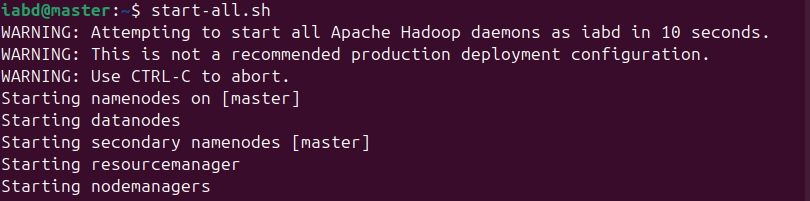 iabd@master:~$ start-all.sh
WARNING: Attempting to start all Apache Hadoop daemons as iabd in 10 seconds.
WARNING: This is not a recommended production deployment configuration.
WARNING: Use CTRL-C to abort.
Starting namenodes on [master]
Starting datanodes
Starting secondary namenodes [master]
Starting resourcemanager
Starting nodemanagers